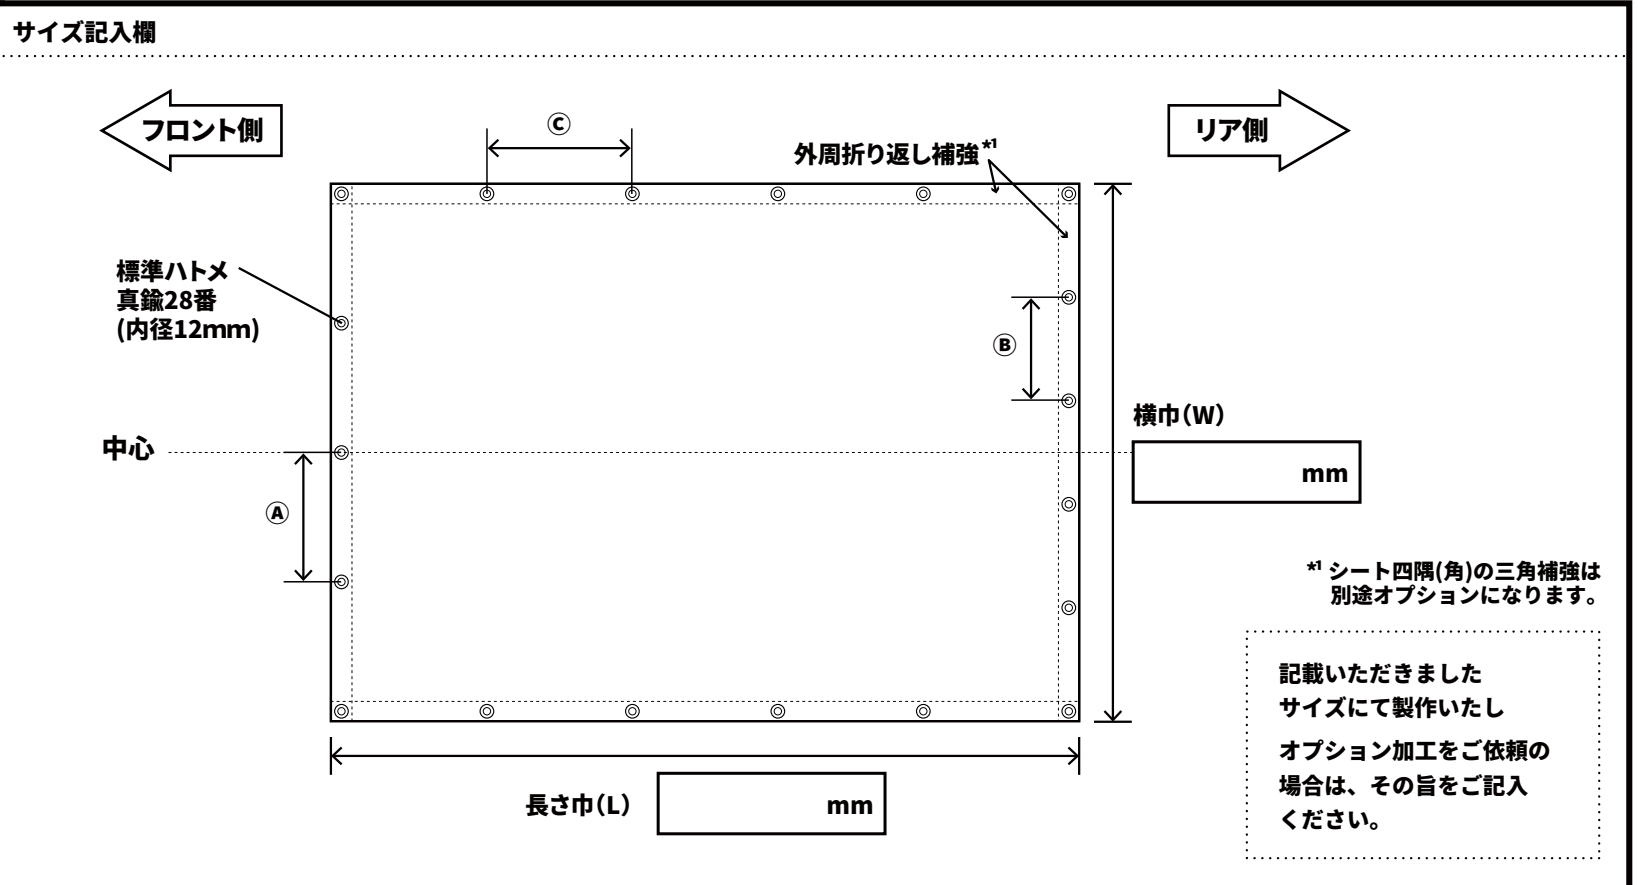 サイズ記入欄
フロント側
Ⓒ
外周折り返し補強*1
リア側
標準ハトメ
真鍮28番
(内径12mm)
Ⓑ
横巾(W)
中心
mm
Ⓐ
*1 シート四隅(角)の三角補強は
別途オプションになります。
記載いただきました
サイズにて製作いたし
オプション加工をご依頼の
場合は、その旨をご記入
ください。
長さ巾(L)
mm